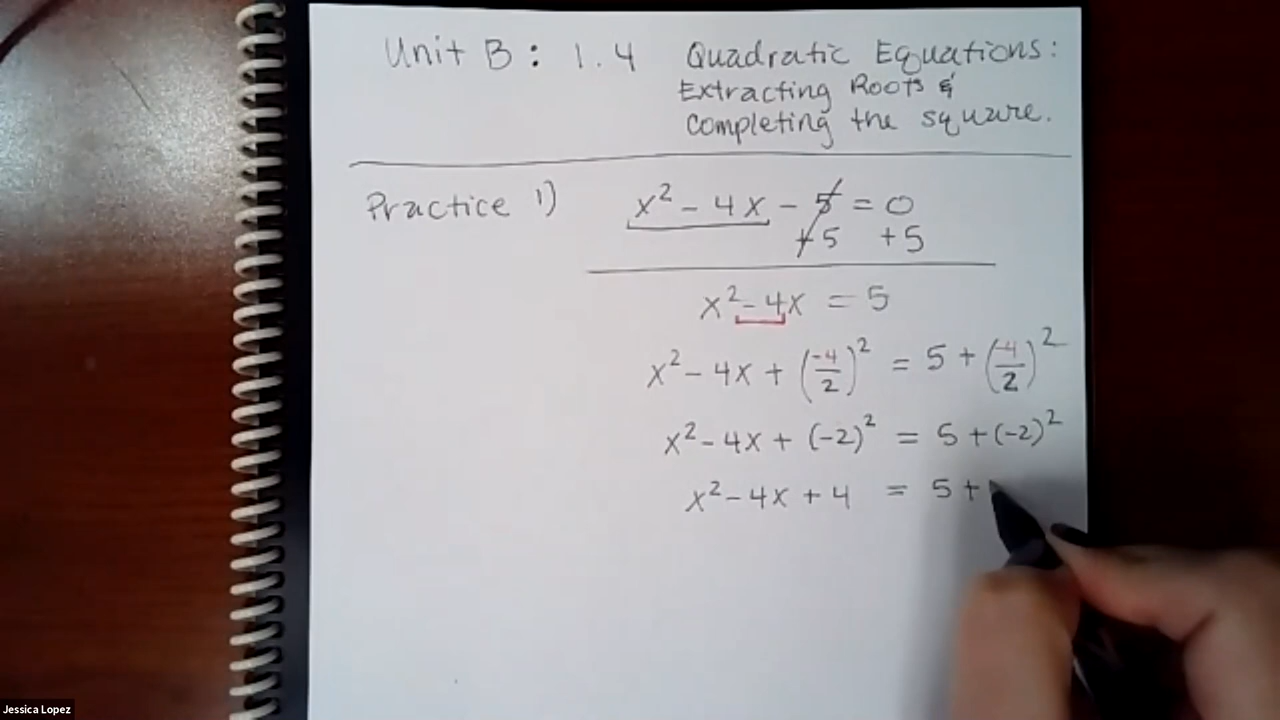 Unit B: 1.4 Quadratic Equations:
Extracting Roots &
Completing the square.
Practice 1) x² - 4x - 5 = 0
+5 +5
x² - 4x = 5
x² - 4x + (-4/2)² = 5 + (-4/2)²
x² - 4x + (-2)² = 5 + (-2)²
x² - 4x + 4 = 5 +
Jessica Lopez